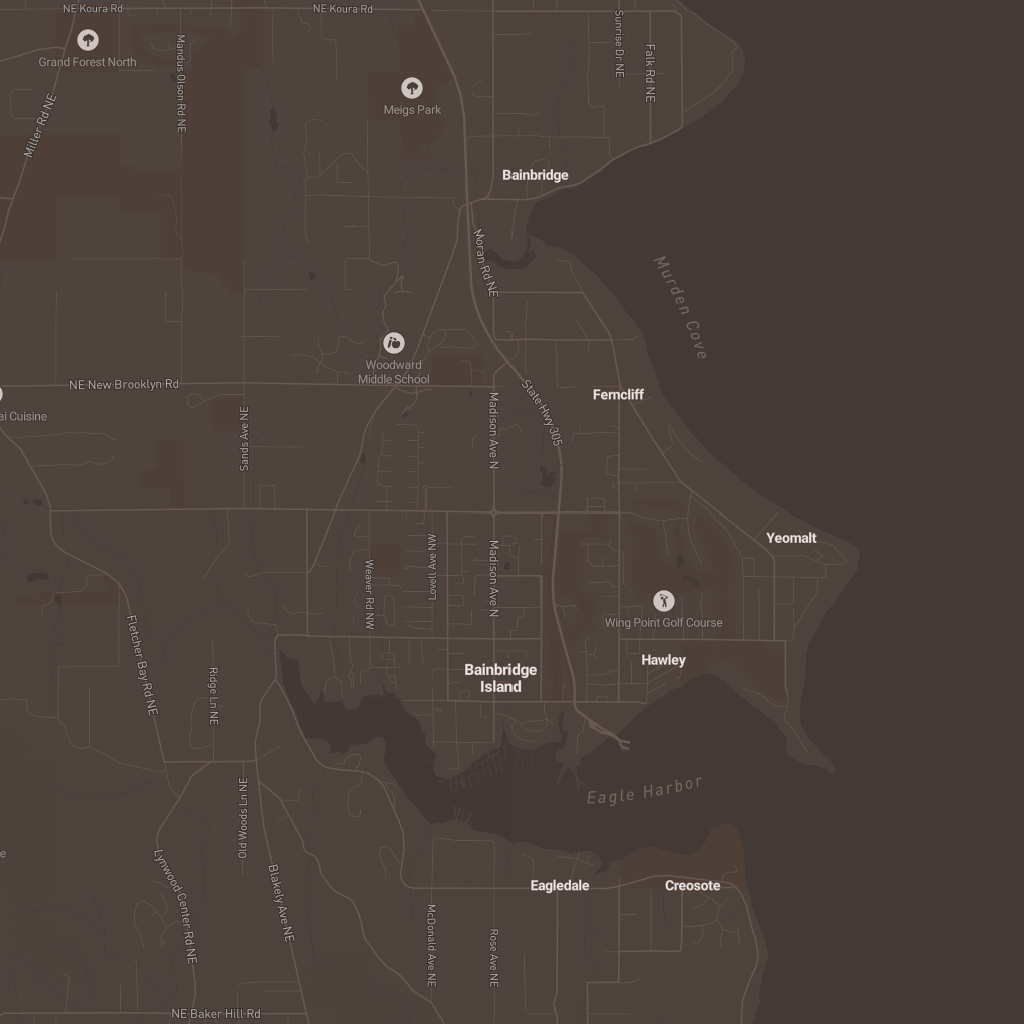 NE Koura Rd
NE Koura Rd
Sunrise Dr NE
Falk Rd NE
Mandus Olson Rd NE
Grand Forest North
Meigs Park
Miller Rd NE
Bainbridge
Moran Rd NE
Murden Cove
Woodward
Middle School
NE New Brooklyn Rd
State Hwy 305
Ferncliff
ai Cuisine
Sands Ave NE
Madison Ave N
Yeomalt
Lovell Ave NW
Madison Ave N
Weaver Rd NW
Wing Point Golf Course
Fletcher Bay Rd NE
Hawley
Bainbridge
Island
Ridge Ln NE
Eagle Harbor
Old Woods Ln NE
e
Eagledale
Creosote
Lynwood Center Rd NE
Blakely Ave NE
McDonald Ave NE
Rose Ave NE
NE Baker Hill Rd